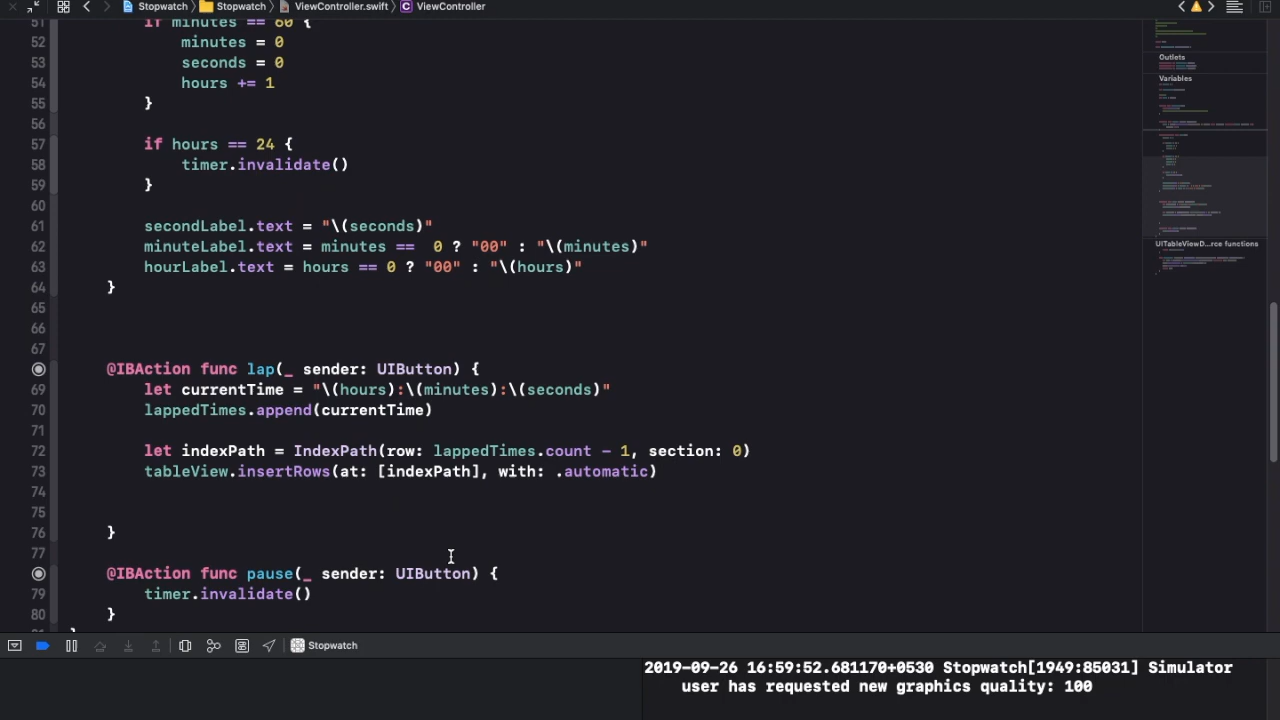 Stopwatch
Stopwatch
ViewController.swift
ViewController
51 if minutes == 60 {
52 minutes = 0
53 seconds = 0
54 hours += 1
55 }
56
57 if hours == 24 {
58 timer.invalidate()
59 }
60
61 secondLabel.text = "\(seconds)"
62 minuteLabel.text = minutes ==  0 ? "00" : "\(minutes)"
63 hourLabel.text = hours == 0 ? "00" : "\(hours)"
64 }
65
66
67
@IBAction func lap(_ sender: UIButton) {
69 let currentTime = "\(hours):\(minutes):\(seconds)"
70 lappedTimes.append(currentTime)
71
72 let indexPath = IndexPath(row: lappedTimes.count - 1, section: 0)
73 tableView.insertRows(at: [indexPath], with: .automatic)
74
75
76 }
77
@IBAction func pause(_ sender: UIButton) {
79 timer.invalidate()
80 }
Outlets
Variables
UITableViewD...rce functions
Stopwatch
2019-09-26 16:59:52.681170+0530 Stopwatch[1949:85031] Simulator
user has requested new graphics quality: 100